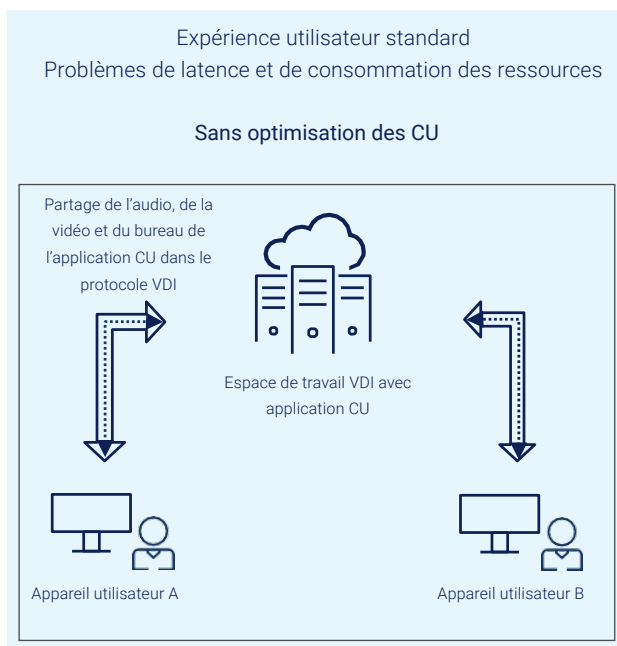 Expérience utilisateur standard
Problèmes de latence et de consommation des ressources
Sans optimisation des CU
Partage de l’audio, de la
vidéo et du bureau de
l’application CU dans le
protocole VDI
Espace de travail VDI avec
application CU
Appareil utilisateur A
Appareil utilisateur B